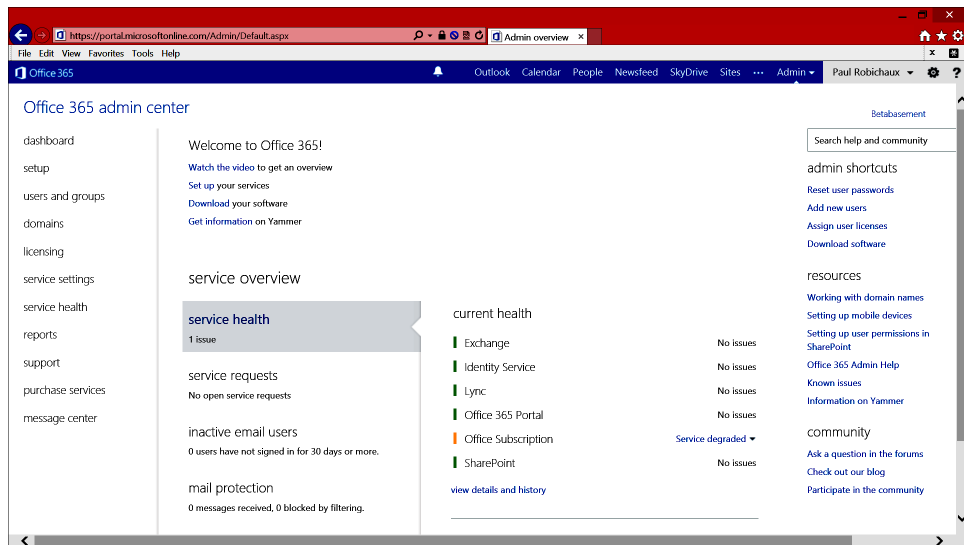 https://portal.microsoftonline.com/Admin/Default.aspx
Admin overview
File Edit View Favorites Tools Help
Office 365
Outlook Calendar People Newsfeed SkyDrive Sites ··· Admin Paul Robichaux ?
Office 365 admin center
Betabasement
dashboard
setup
users and groups
domains
licensing
service settings
service health
reports
support
purchase services
message center
Welcome to Office 365!
Watch the video to get an overview
Set up your services
Download your software
Get information on Yammer
service overview
service health
1 issue
service requests
No open service requests
inactive email users
0 users have not signed in for 30 days or more.
mail protection
0 messages received, 0 blocked by filtering.
current health
Exchange No issues
Identity Service No issues
Lync No issues
Office 365 Portal No issues
Office Subscription Service degraded
SharePoint No issues
view details and history
Search help and community
admin shortcuts
Reset user passwords
Add new users
Assign user licenses
Download software
resources
Working with domain names
Setting up mobile devices
Setting up user permissions in
SharePoint
Office 365 Admin Help
Known issues
Information on Yammer
community
Ask a question in the forums
Check out our blog
Participate in the community